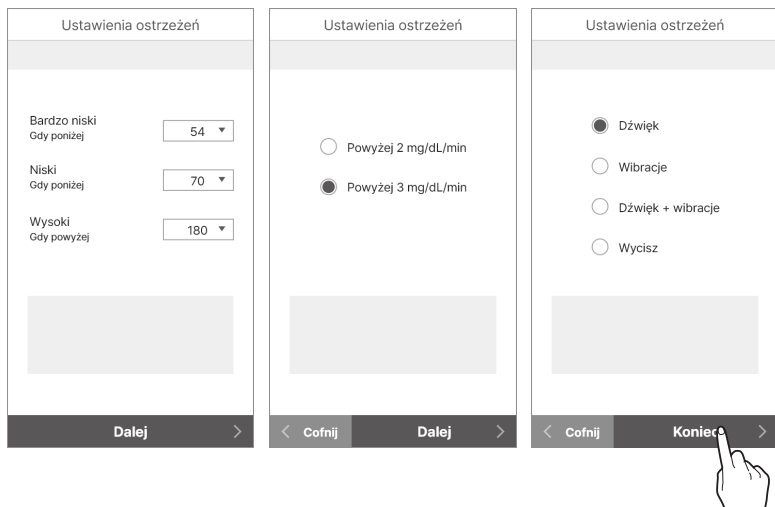 Ustawienia ostrzeżeń
Bardzo niski
Gdy poniżej
54
Niski
Gdy poniżej
70
Wysoki
Gdy powyżej
180
Dalej
Ustawienia ostrzeżeń
Powyżej 2 mg/dL/min
Powyżej 3 mg/dL/min
Cofnij
Dalej
Ustawienia ostrzeżeń
Dźwięk
Wibracje
Dźwięk + wibracje
Wycisz
Cofnij
Koniec